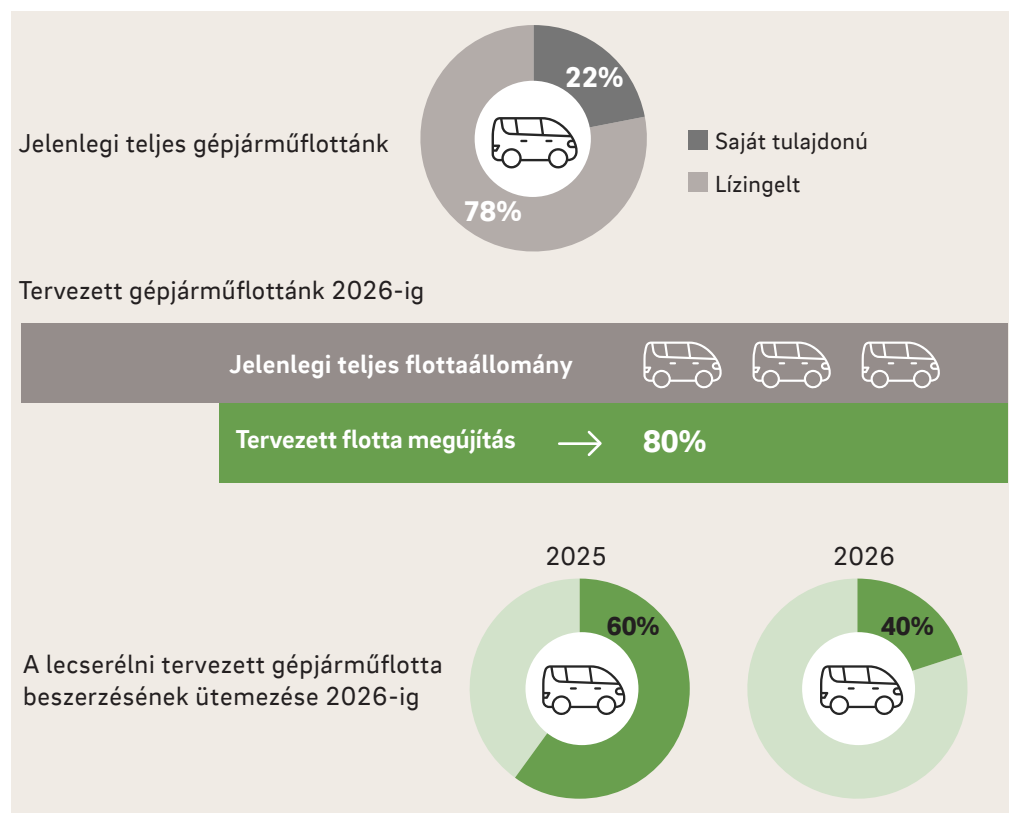 22%
Jelenlegi teljes gépjárműflottánk
Saját tulajdonú
Lízingelt
78%
Tervezett gépjárműflottánk 2026-ig
Jelenlegi teljes flottaállomány
Tervezett flotta megújítás → 80%
2025
2026
60%
40%
A lecserélni tervezett gépjárműflotta
beszerzésének ütemezése 2026-ig